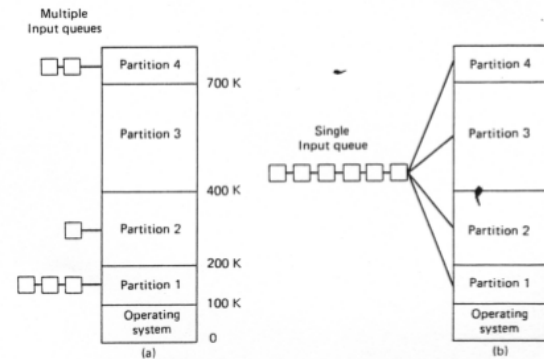 Multiple
Input queues
Partition 4
700 K
Partition 3
400 K
Partition 2
200 K
Partition 1
100 K
Operating
system
0
(a)
Single
Input queue
Partition 4
Partition 3
Partition 2
Partition 1
Operating
system
(b)